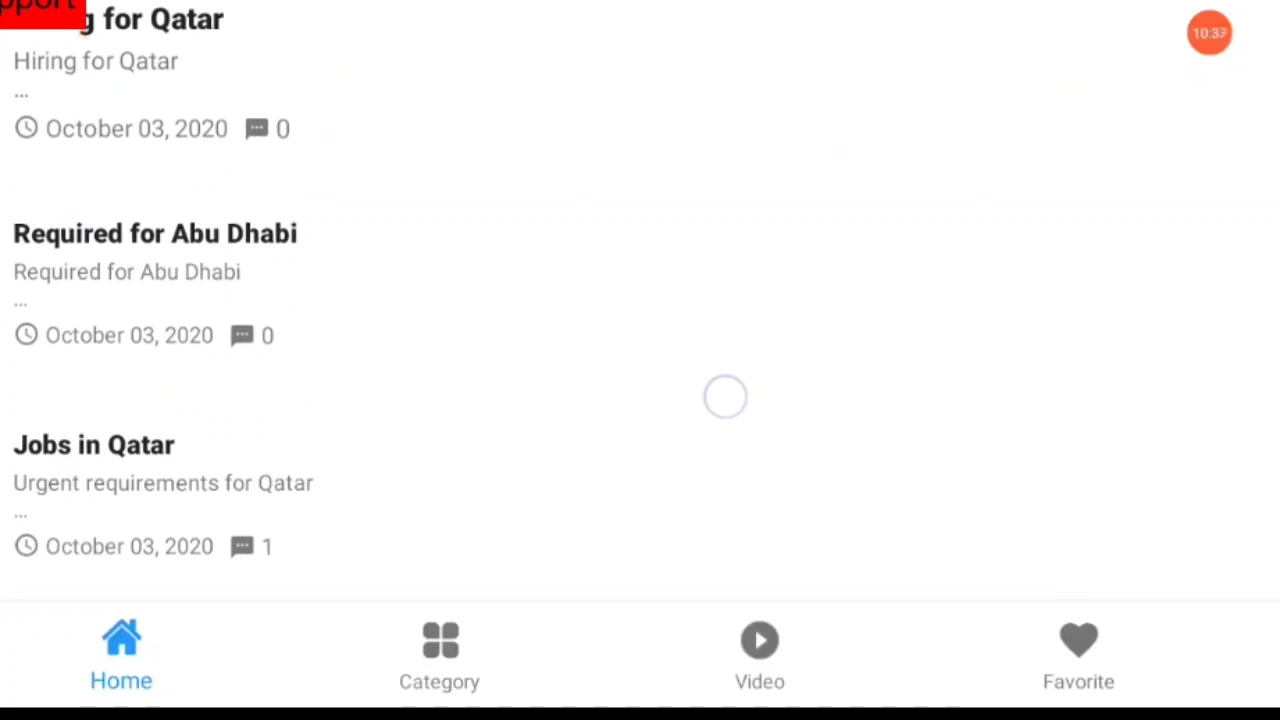 pport
g for Qatar
Hiring for Qatar
...
October 03, 2020 0
Required for Abu Dhabi
Required for Abu Dhabi
...
October 03, 2020 0
Jobs in Qatar
Urgent requirements for Qatar
...
October 03, 2020 1
Home Category Video Favorite